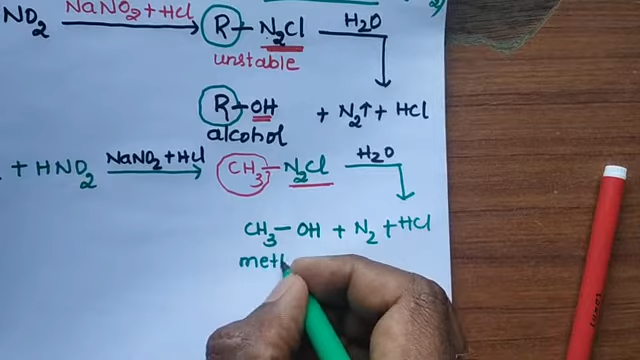 NO₂ NaNO₂ + HCl R-N₂Cl H₂O
unstable
R-OH + N₂↑ + HCl
alcohol
+ HNO₂ NaNO₂ + HCl CH₃-N₂Cl H₂O
CH₃-OH + N₂ + HCl
meth